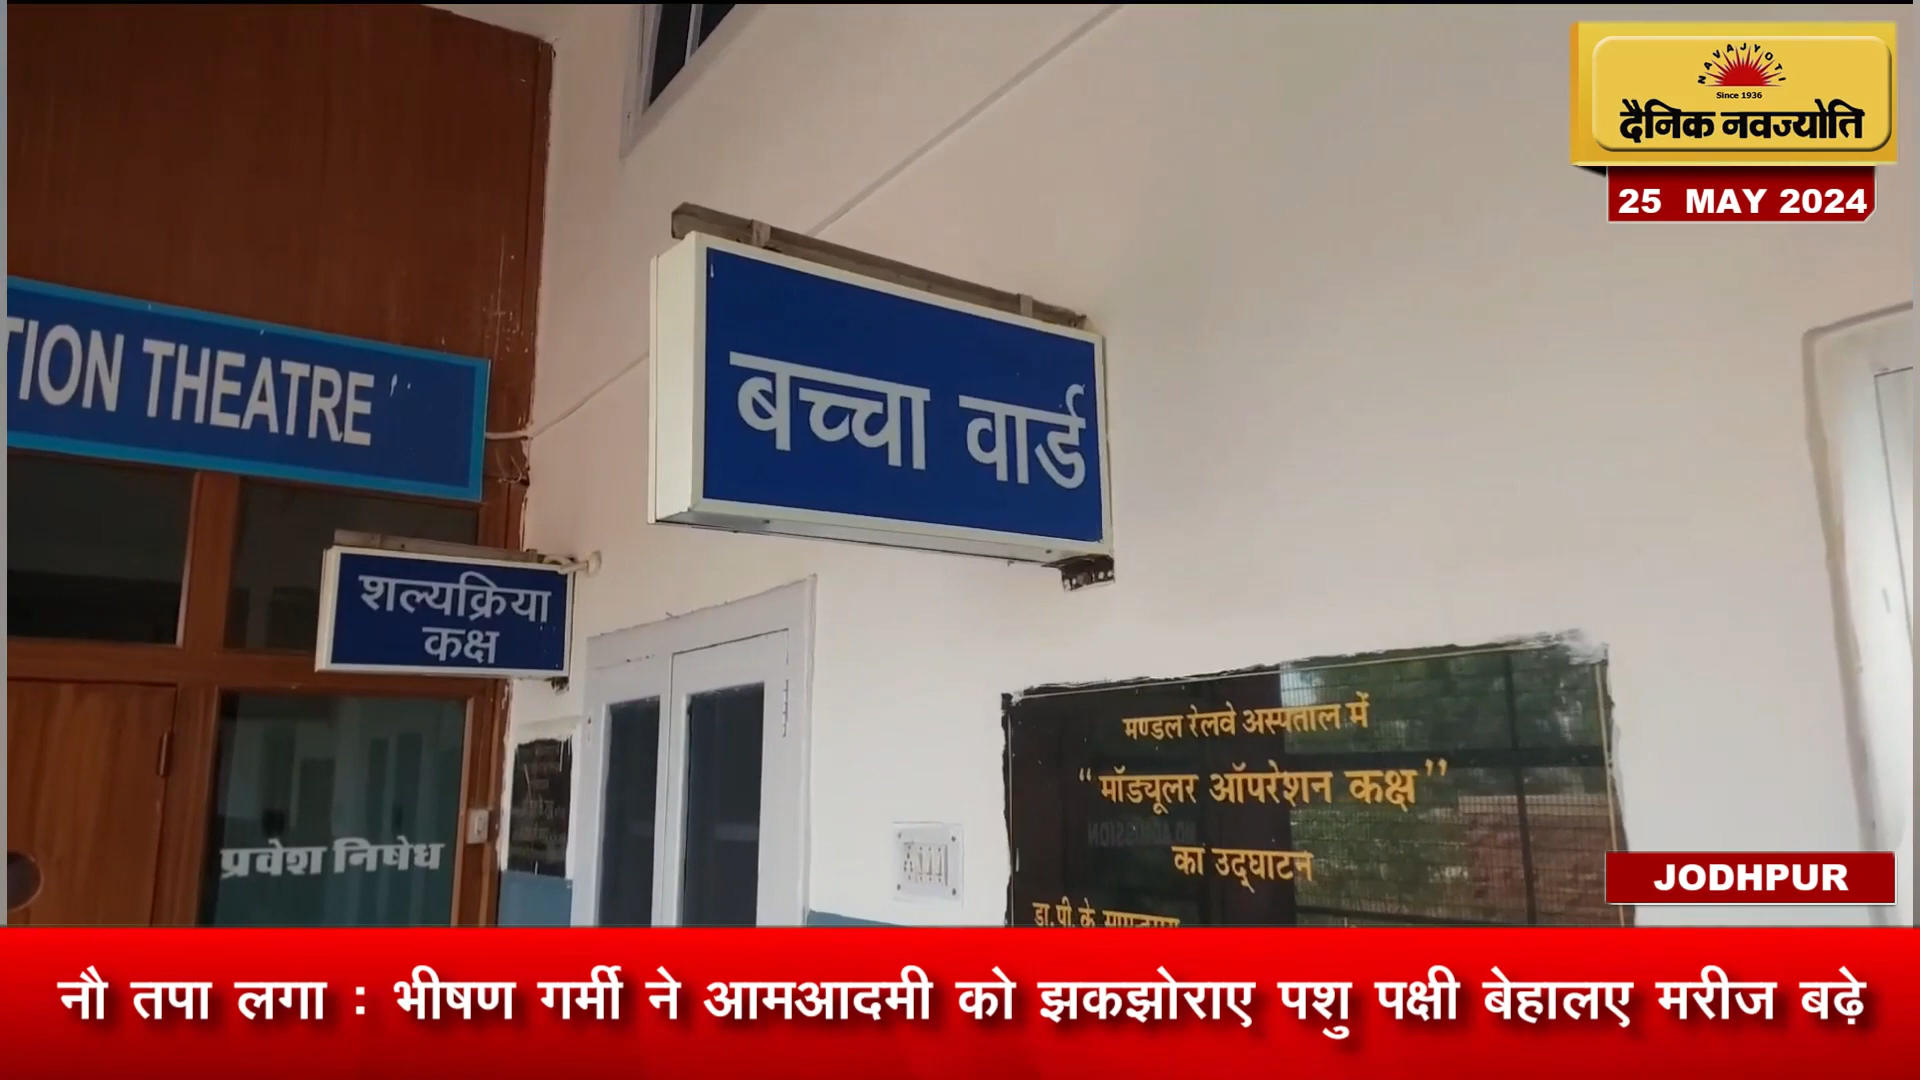 NAVAJYOTI
Since 1936
दैनिक नवज्योति
25 MAY 2024
TION THEATRE
बच्चा वार्ड
शल्यक्रिया
कक्ष
प्रवेश निषेध
मण्डल रेलवे अस्पताल में
“मॉड्यूलर ऑपरेशन कक्ष”
का उद्घाटन
डा. पी. के.
JODHPUR
नौ तपा लगा : भीषण गर्मी ने आमआदमी को झकझोराए पशु पक्षी बेहालए मरीज बढ़े